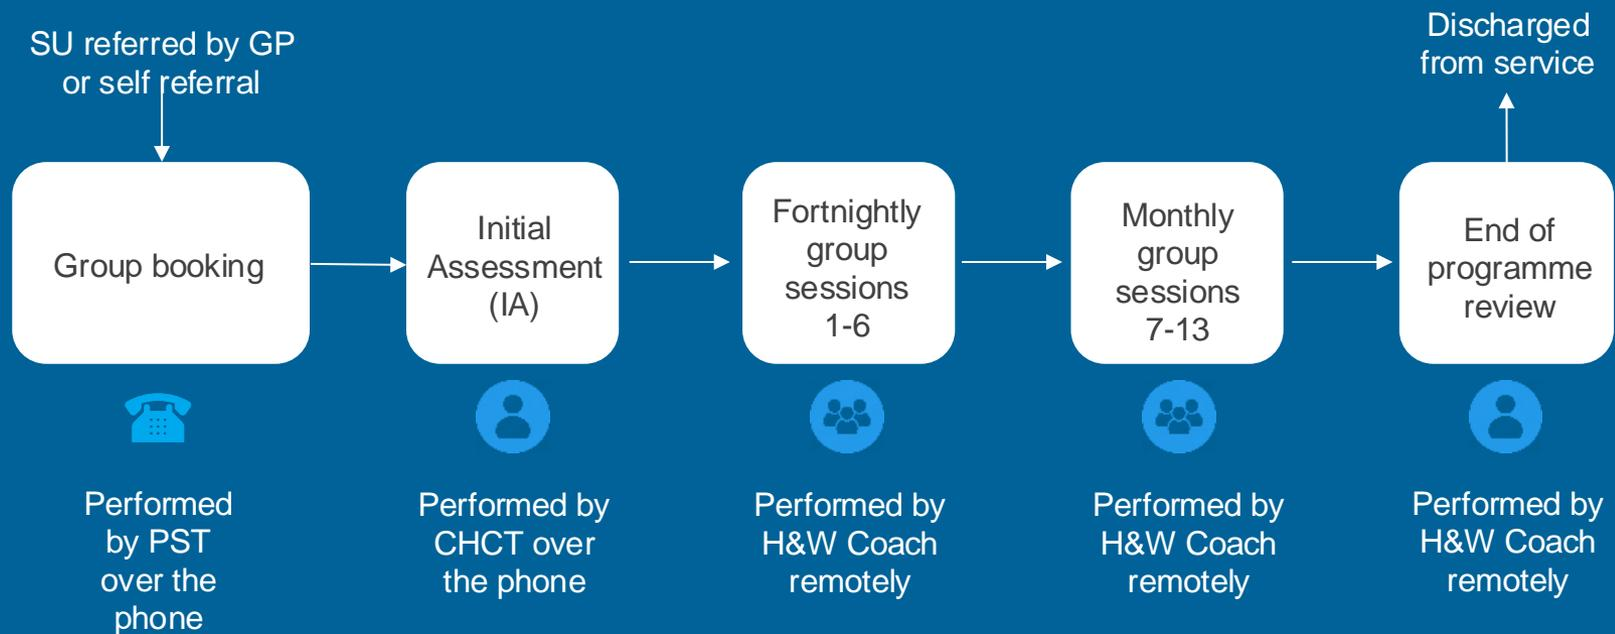 SU referred by GP
or self referral
Discharged
from service
Group booking
Initial
Assessment
(IA)
Fortnightly
group
sessions
1-6
Monthly
group
sessions
7-13
End of
programme
review
Performed
by PST
over the
phone
Performed by
CHCT over
the phone
Performed by
H&W Coach
remotely
Performed by
H&W Coach
remotely
Performed by
H&W Coach
remotely